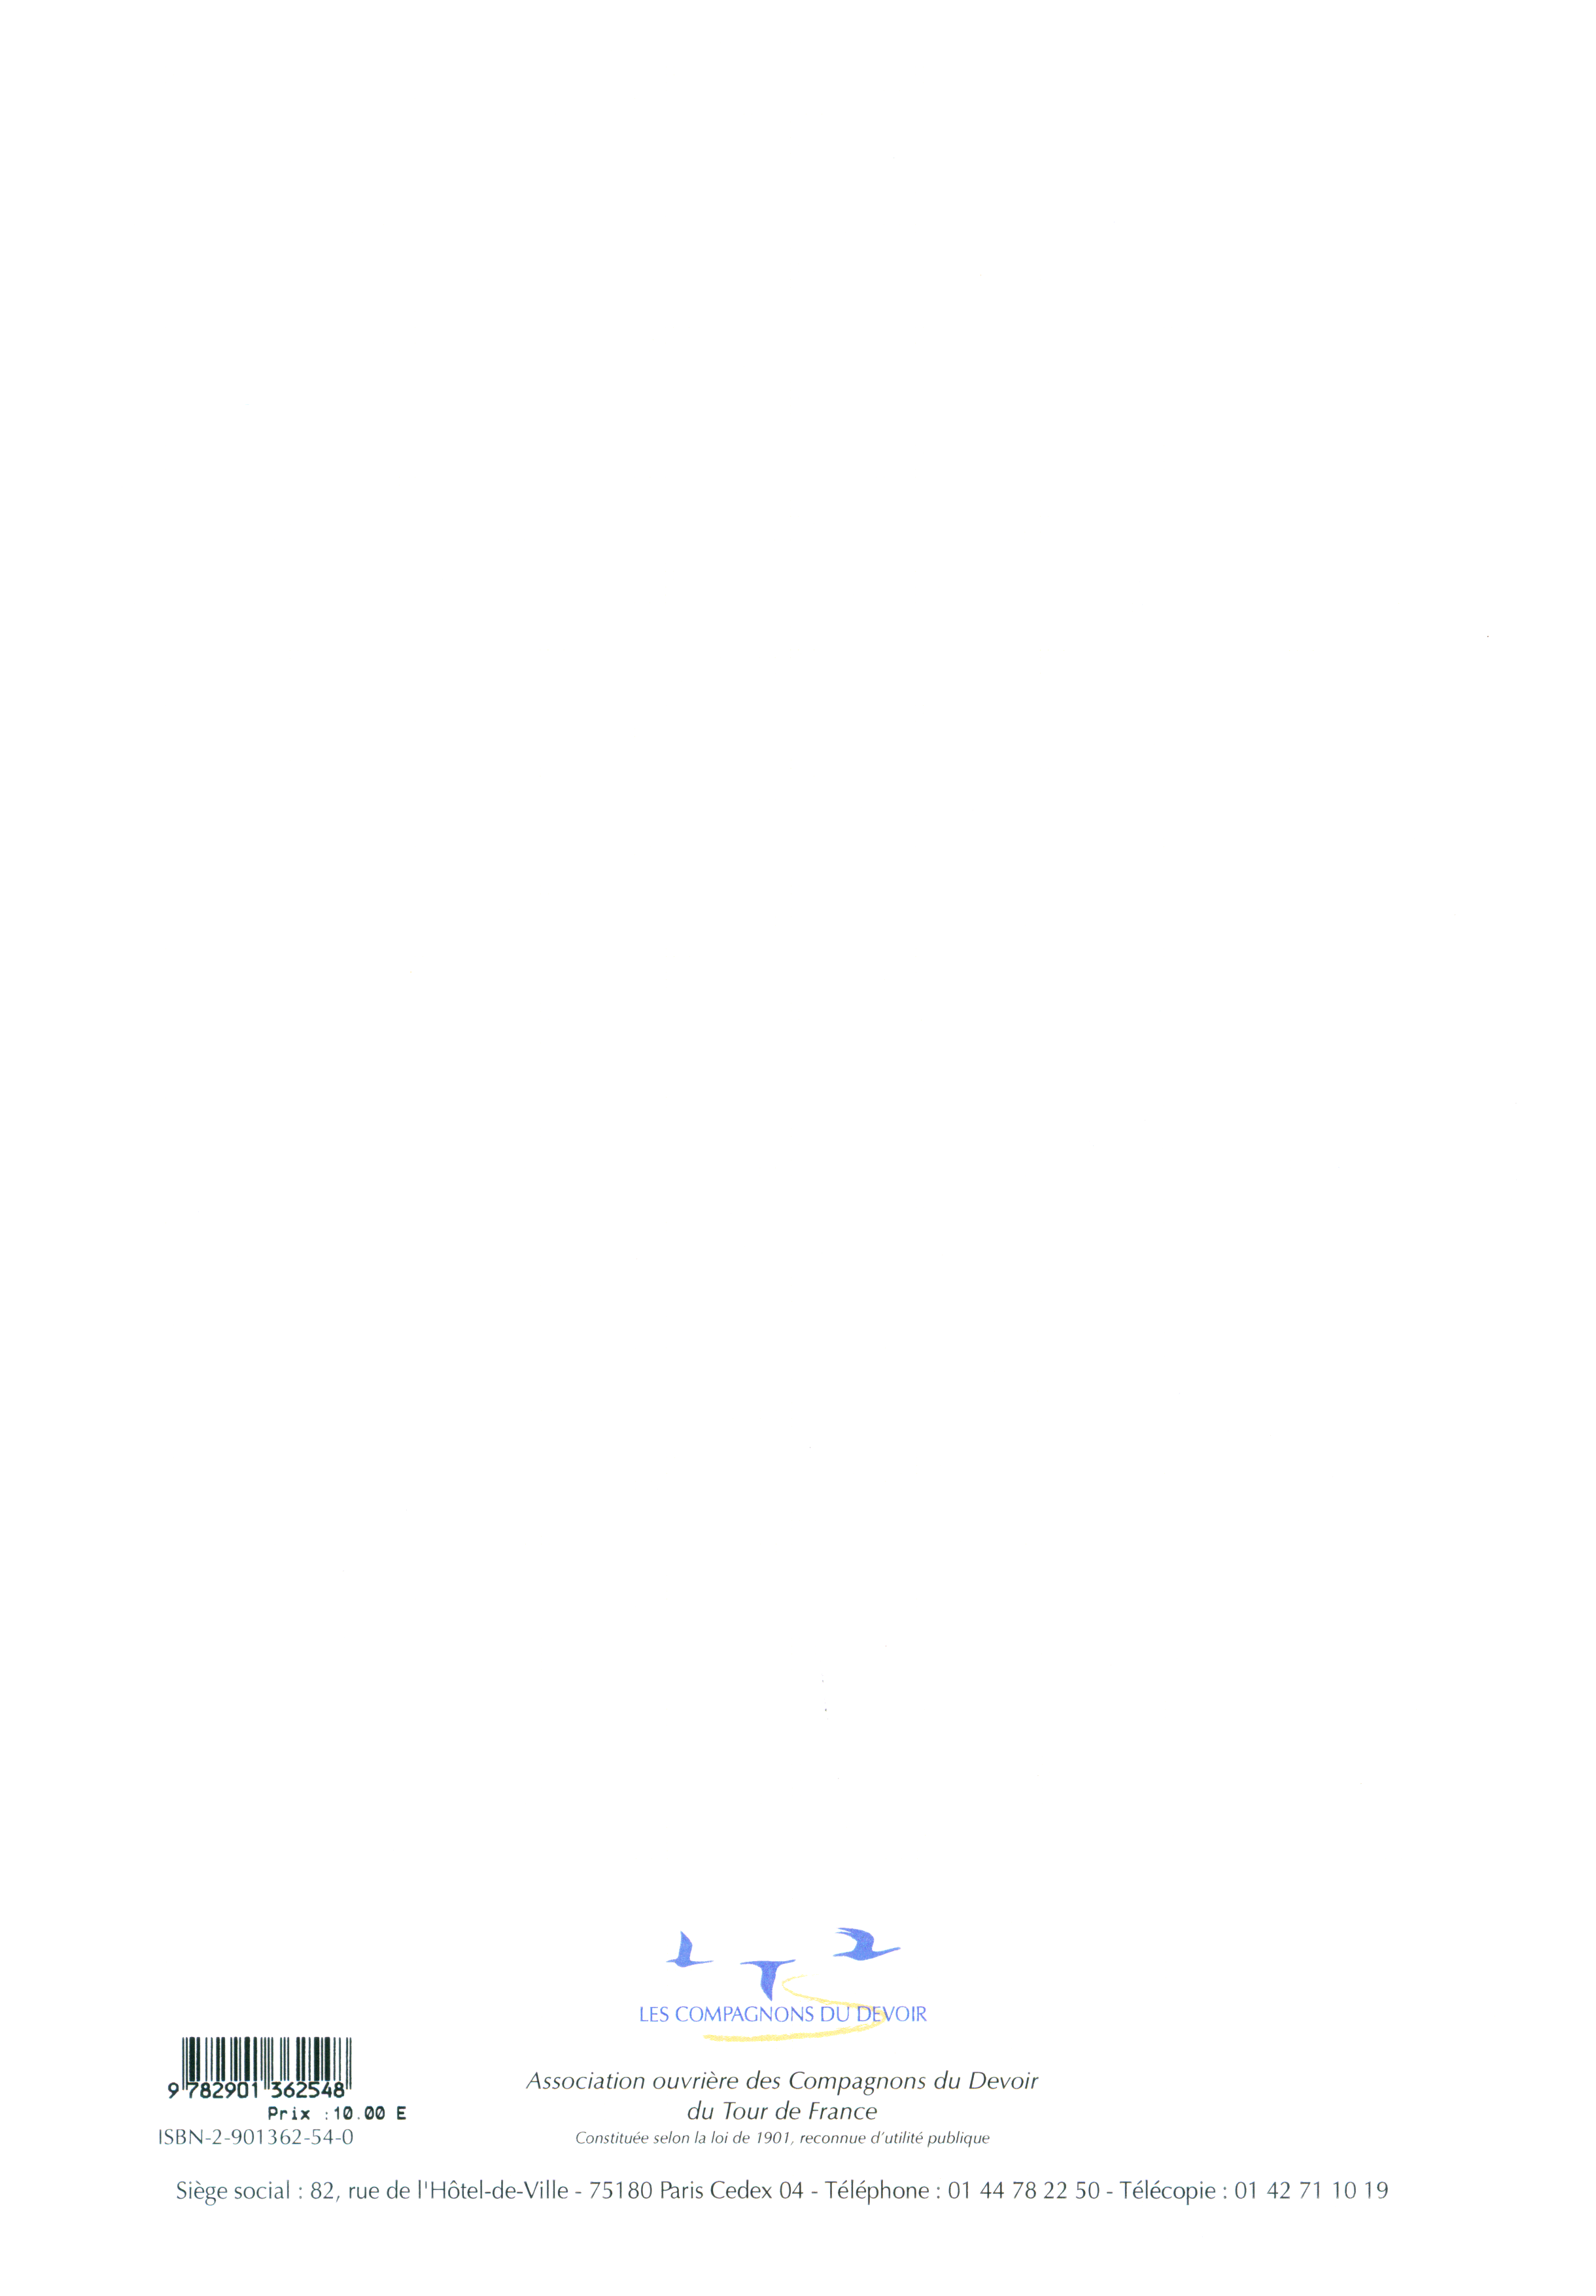 LES COMPAGNONS DU DEVOIR
Association ouvrière des Compagnons du Devoir
du Tour de France
Constituée selon la loi de 1901, reconnue d'utilité publique
9 782901 362548
Prix :10.00 E
ISBN-2-901362-54-0
Siège social : 82, rue de l'Hôtel-de-Ville - 75180 Paris Cedex 04 - Téléphone : 01 44 78 22 50 - Télécopie : 01 42 71 10 19